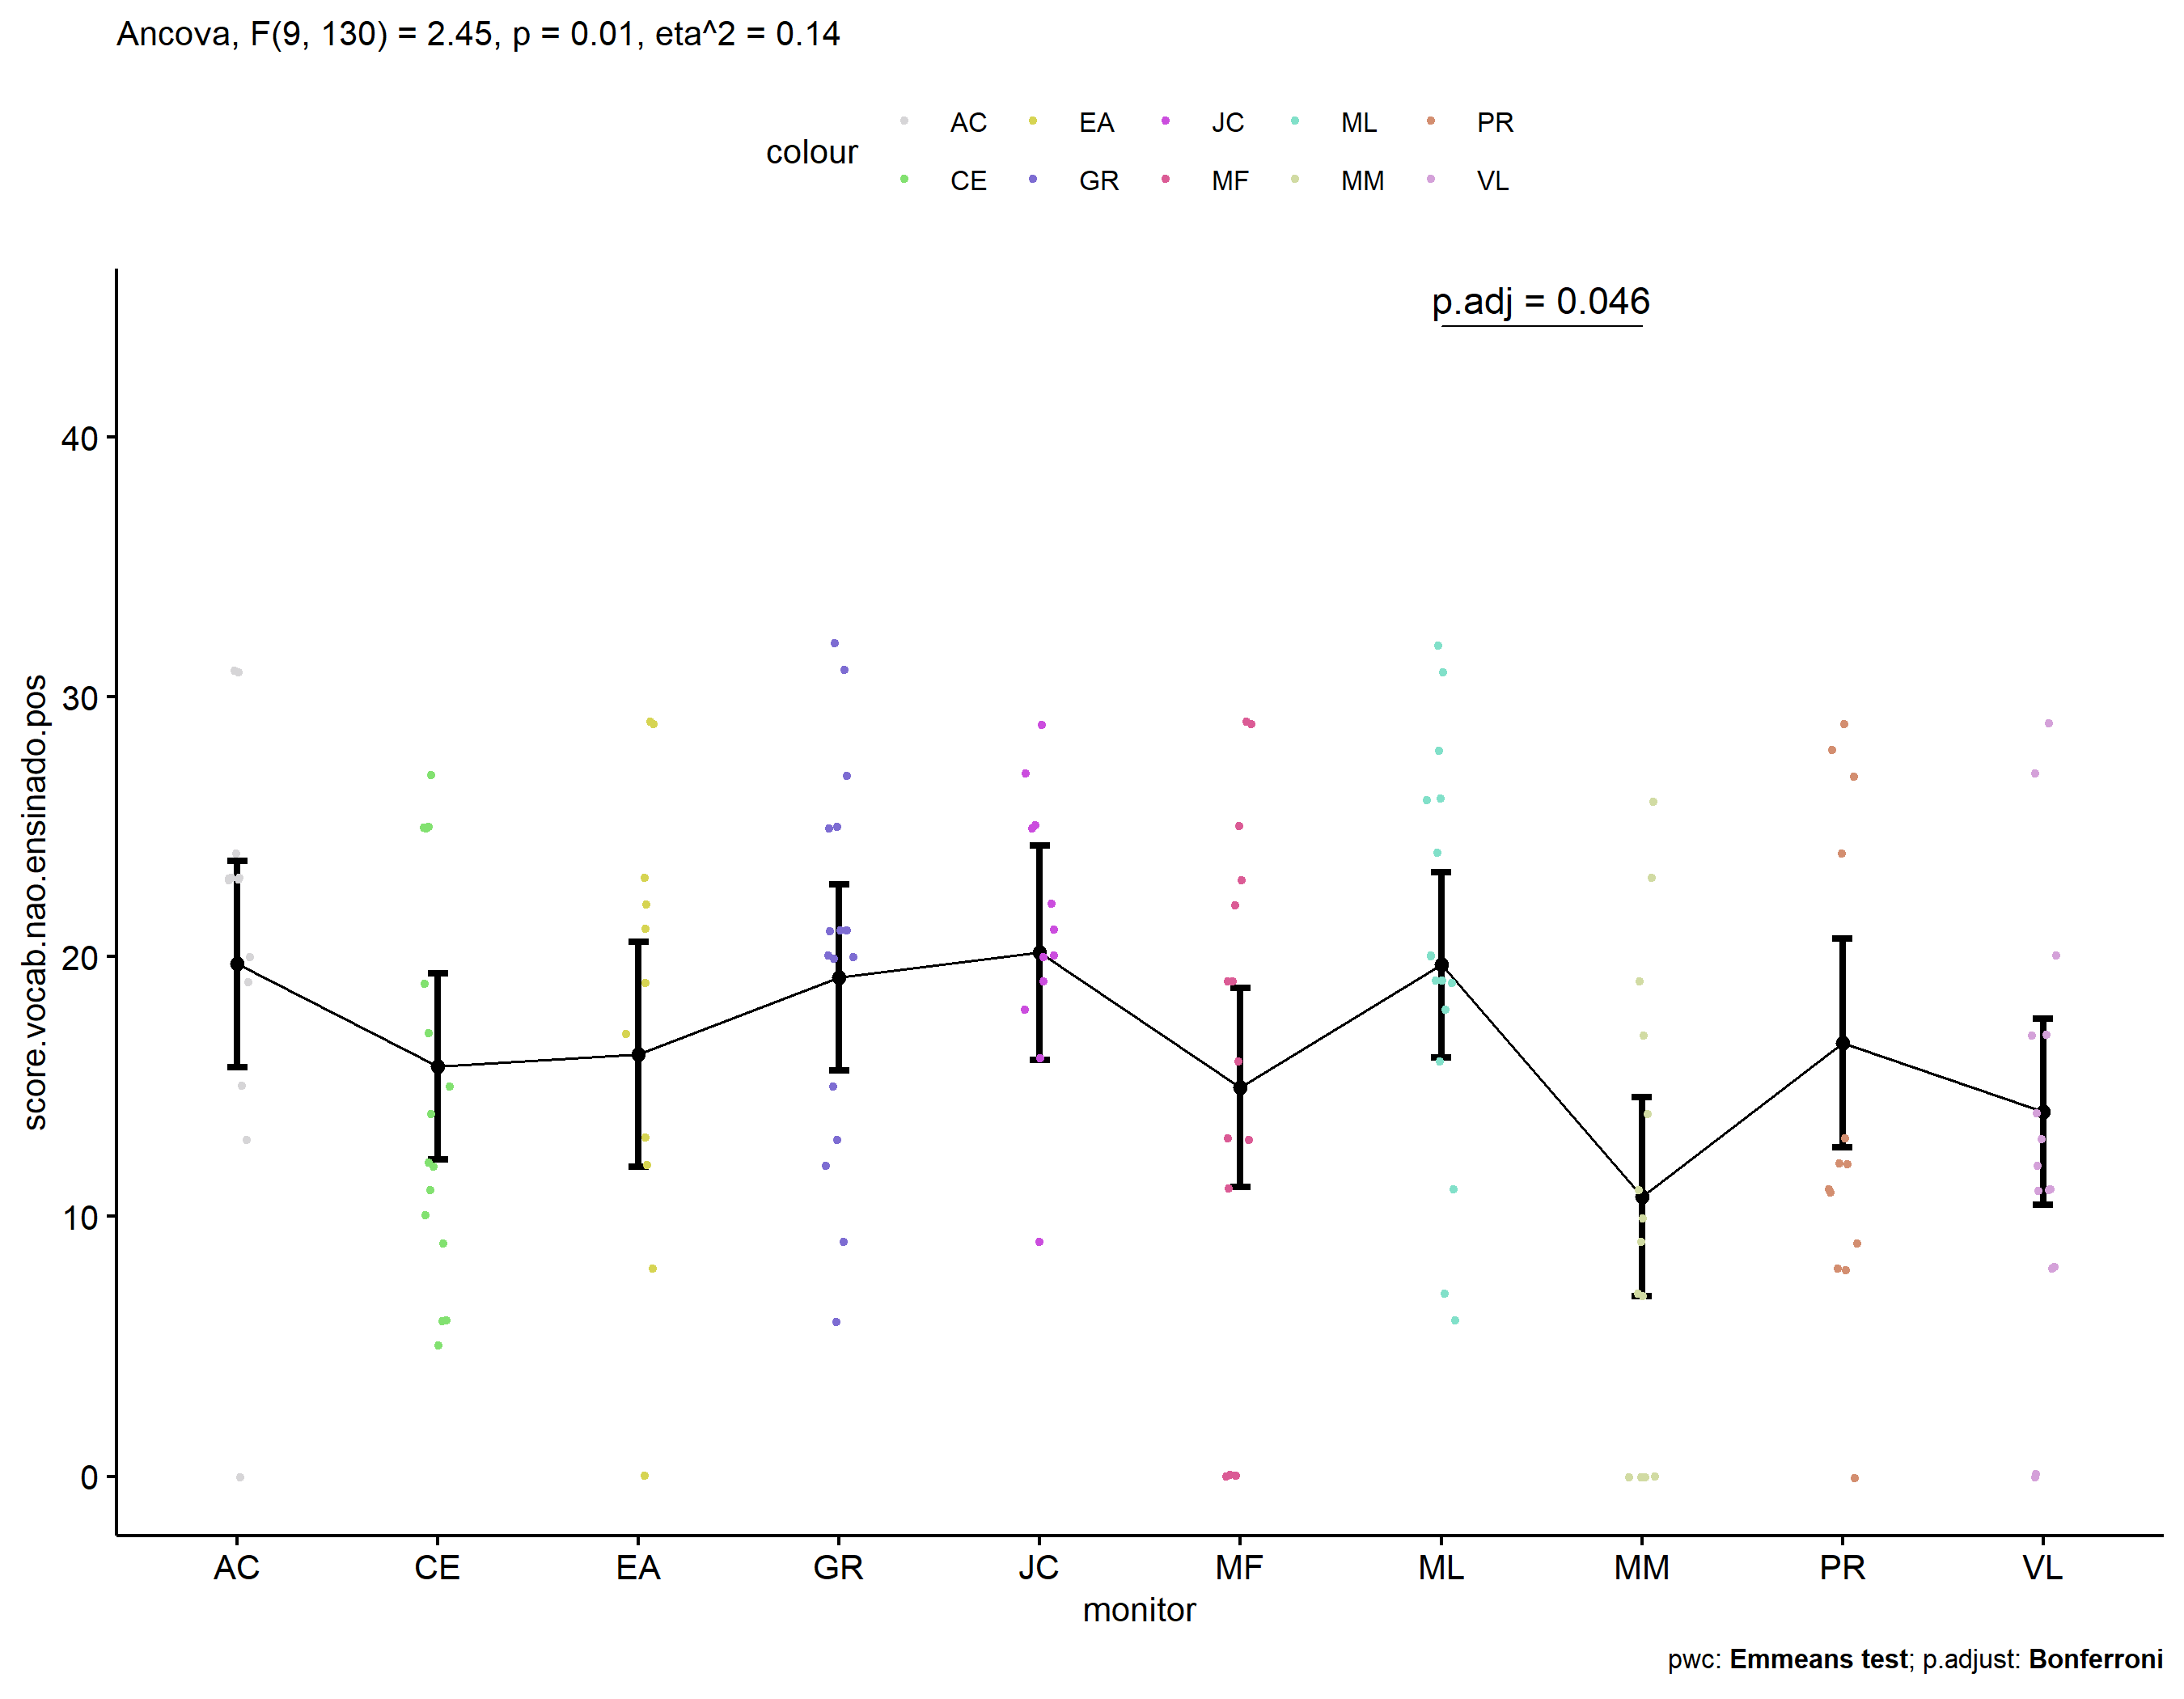 Ancova, F(9, 130) = 2.45, p = 0.01, eta^2 = 0.14
colour
AC EA JC ML PR
CE GR MF MM VL
p.adj = 0.046
40
30
20
10
0
score.vocab.nao.ensinado.pos
AC CE EA GR JC MF ML MM PR VL
monitor
pwc: Emmeans test; p.adjust: Bonferroni